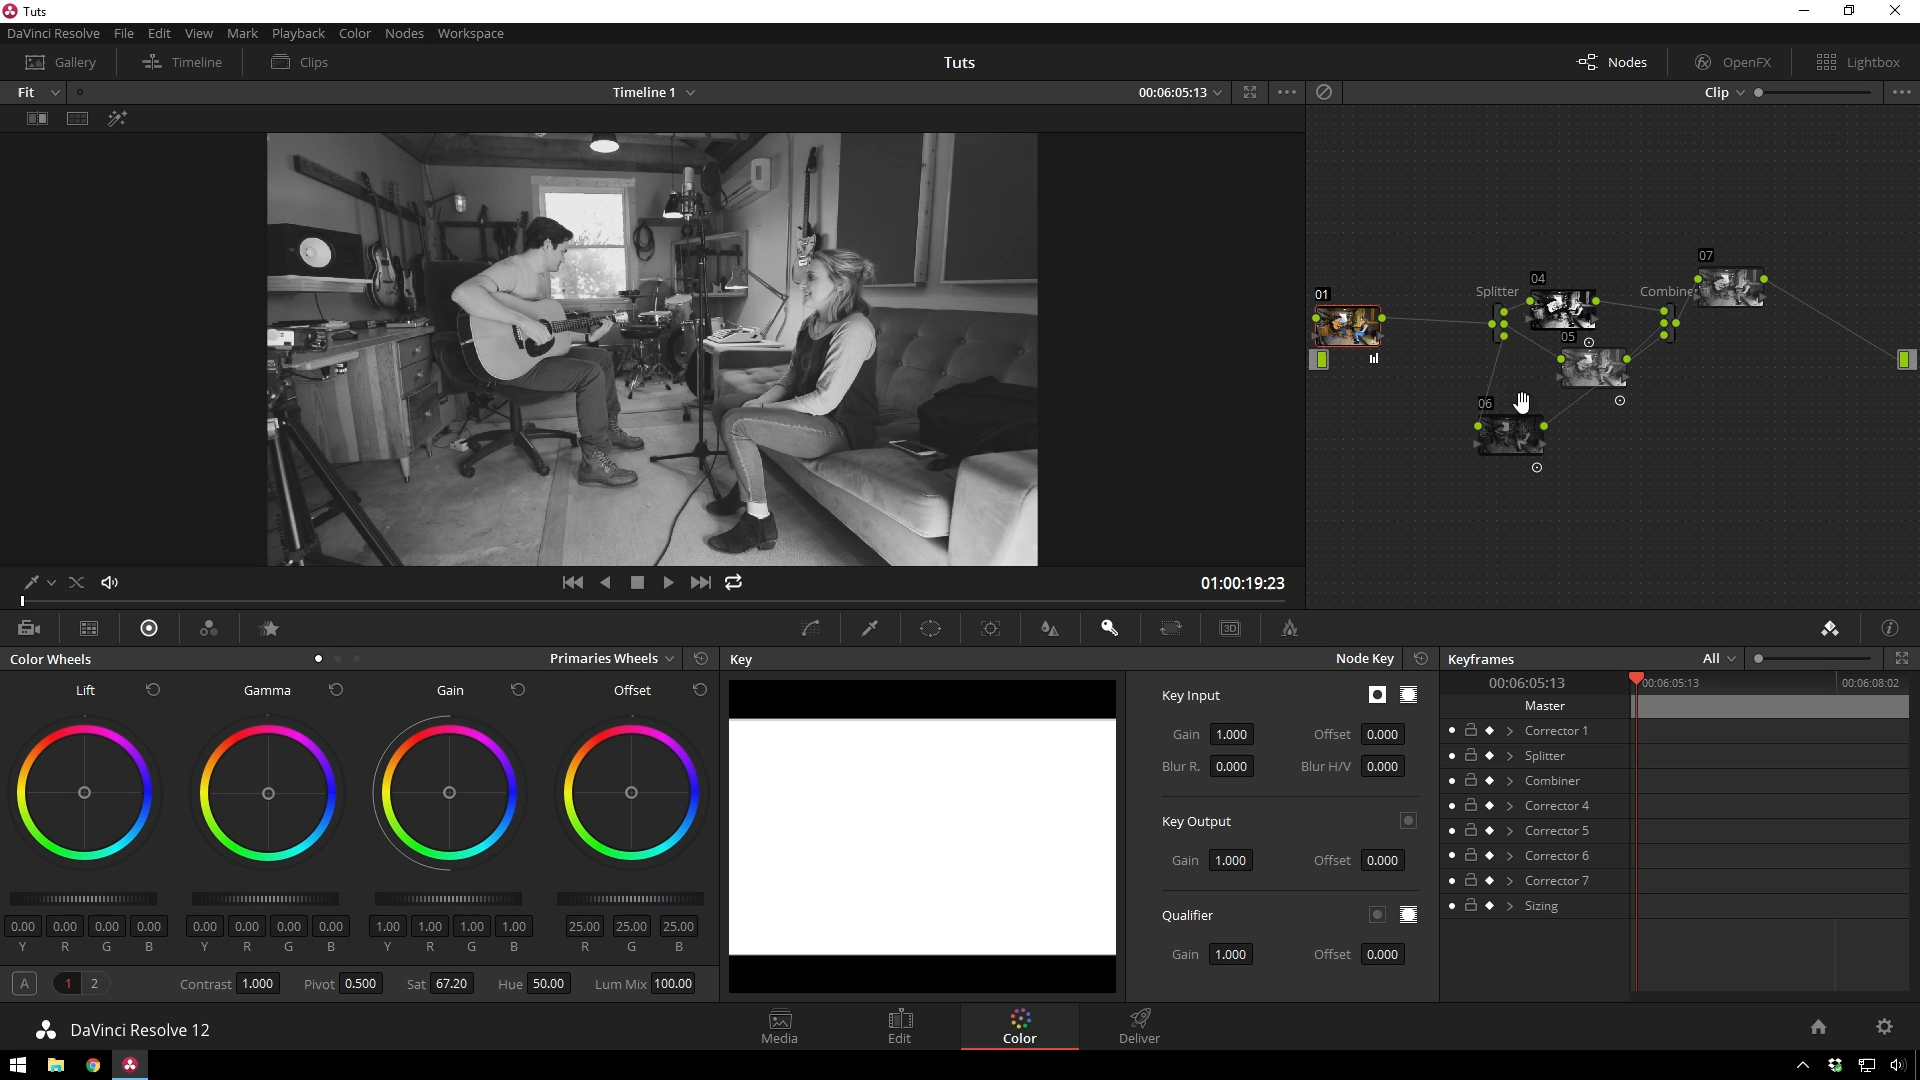 Tuts
DaVinci Resolve File Edit View Mark Playback Color Nodes Workspace
Gallery Timeline Clips Tuts Nodes OpenFX Lightbox
Fit Timeline 1 00:06:05:13 Clip
07
04
Splitter Combine
01
05
06
01:00:19:23
3D
Color Wheels Primaries Wheels Key Node Key Keyframes All
Lift Gamma Gain Offset
Key Input
Gain 1.000 Offset 0.000
Blur R. 0.000 Blur H/V 0.000
Key Output
Gain 1.000 Offset 0.000
Qualifier
Gain 1.000 Offset 0.000
00:06:05:13 00:06:05:13 00:06:08:02
Master
Corrector 1
Splitter
Combiner
Corrector 4
Corrector 5
Corrector 6
Corrector 7
Sizing
0.00 0.00 0.00 0.00 0.00 0.00 0.00 0.00 1.00 1.00 1.00 1.00 25.00 25.00 25.00
Y R G B Y R G B Y R G B R G B
A 1 2 Contrast 1.000 Pivot 0.500 Sat 67.20 Hue 50.00 Lum Mix 100.00
DaVinci Resolve 12 Media Edit Color Deliver